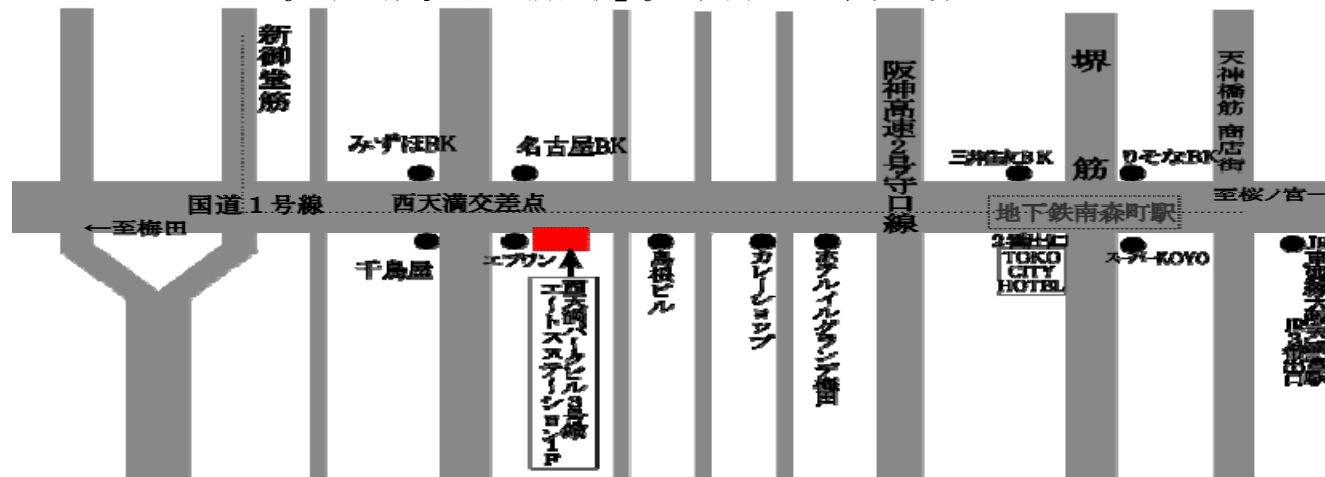 新御堂筋
阪神高速2号守口線
堺筋
天神橋筋 商店街
みずほBK
名古屋BK
三井住友BK
りそなBK
国道1号線
西天満交差点
地下鉄南森町駅
至桜ノ宮
←至梅田
千鳥屋
エフワン
西天満パークビル3号館
エートスステーション1F
島根ビル
カレーショップ
ホテルイルグランデ梅田
2番出口
TOKO
CITY
HOTEL
スーパーKOYO